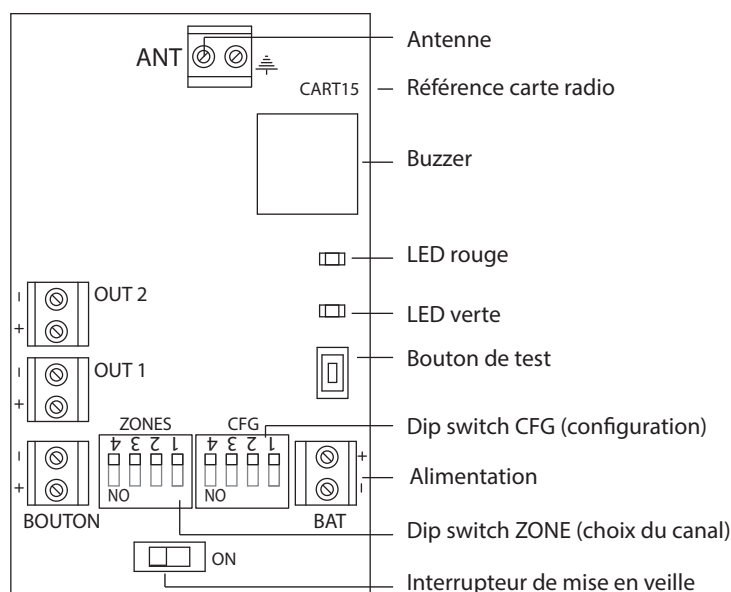 ANT
Antenne
CART15
Référence carte radio
Buzzer
LED rouge
- OUT 2
+
LED verte
- OUT 1
+
Bouton de test
ZONES
CFG
4 3 2 1
4 3 2 1
Dip switch CFG (configuration)
-
+
+
-
Alimentation
NO
NO
BOUTON
BAT
Dip switch ZONE (choix du canal)
ON
Interrupteur de mise en veille